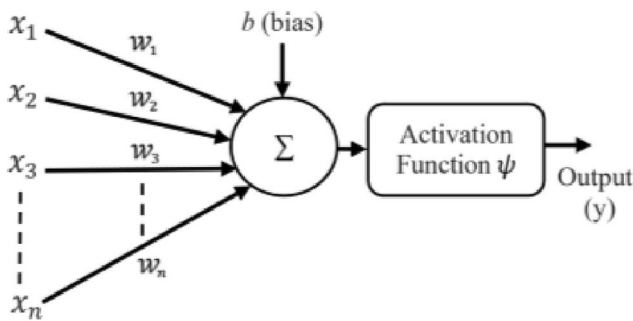 x₁
w₁
b (bias)
x₂
w₂
x₃
w₃
Σ
Activation
Function ψ
Output
(y)
wₙ
xₙ